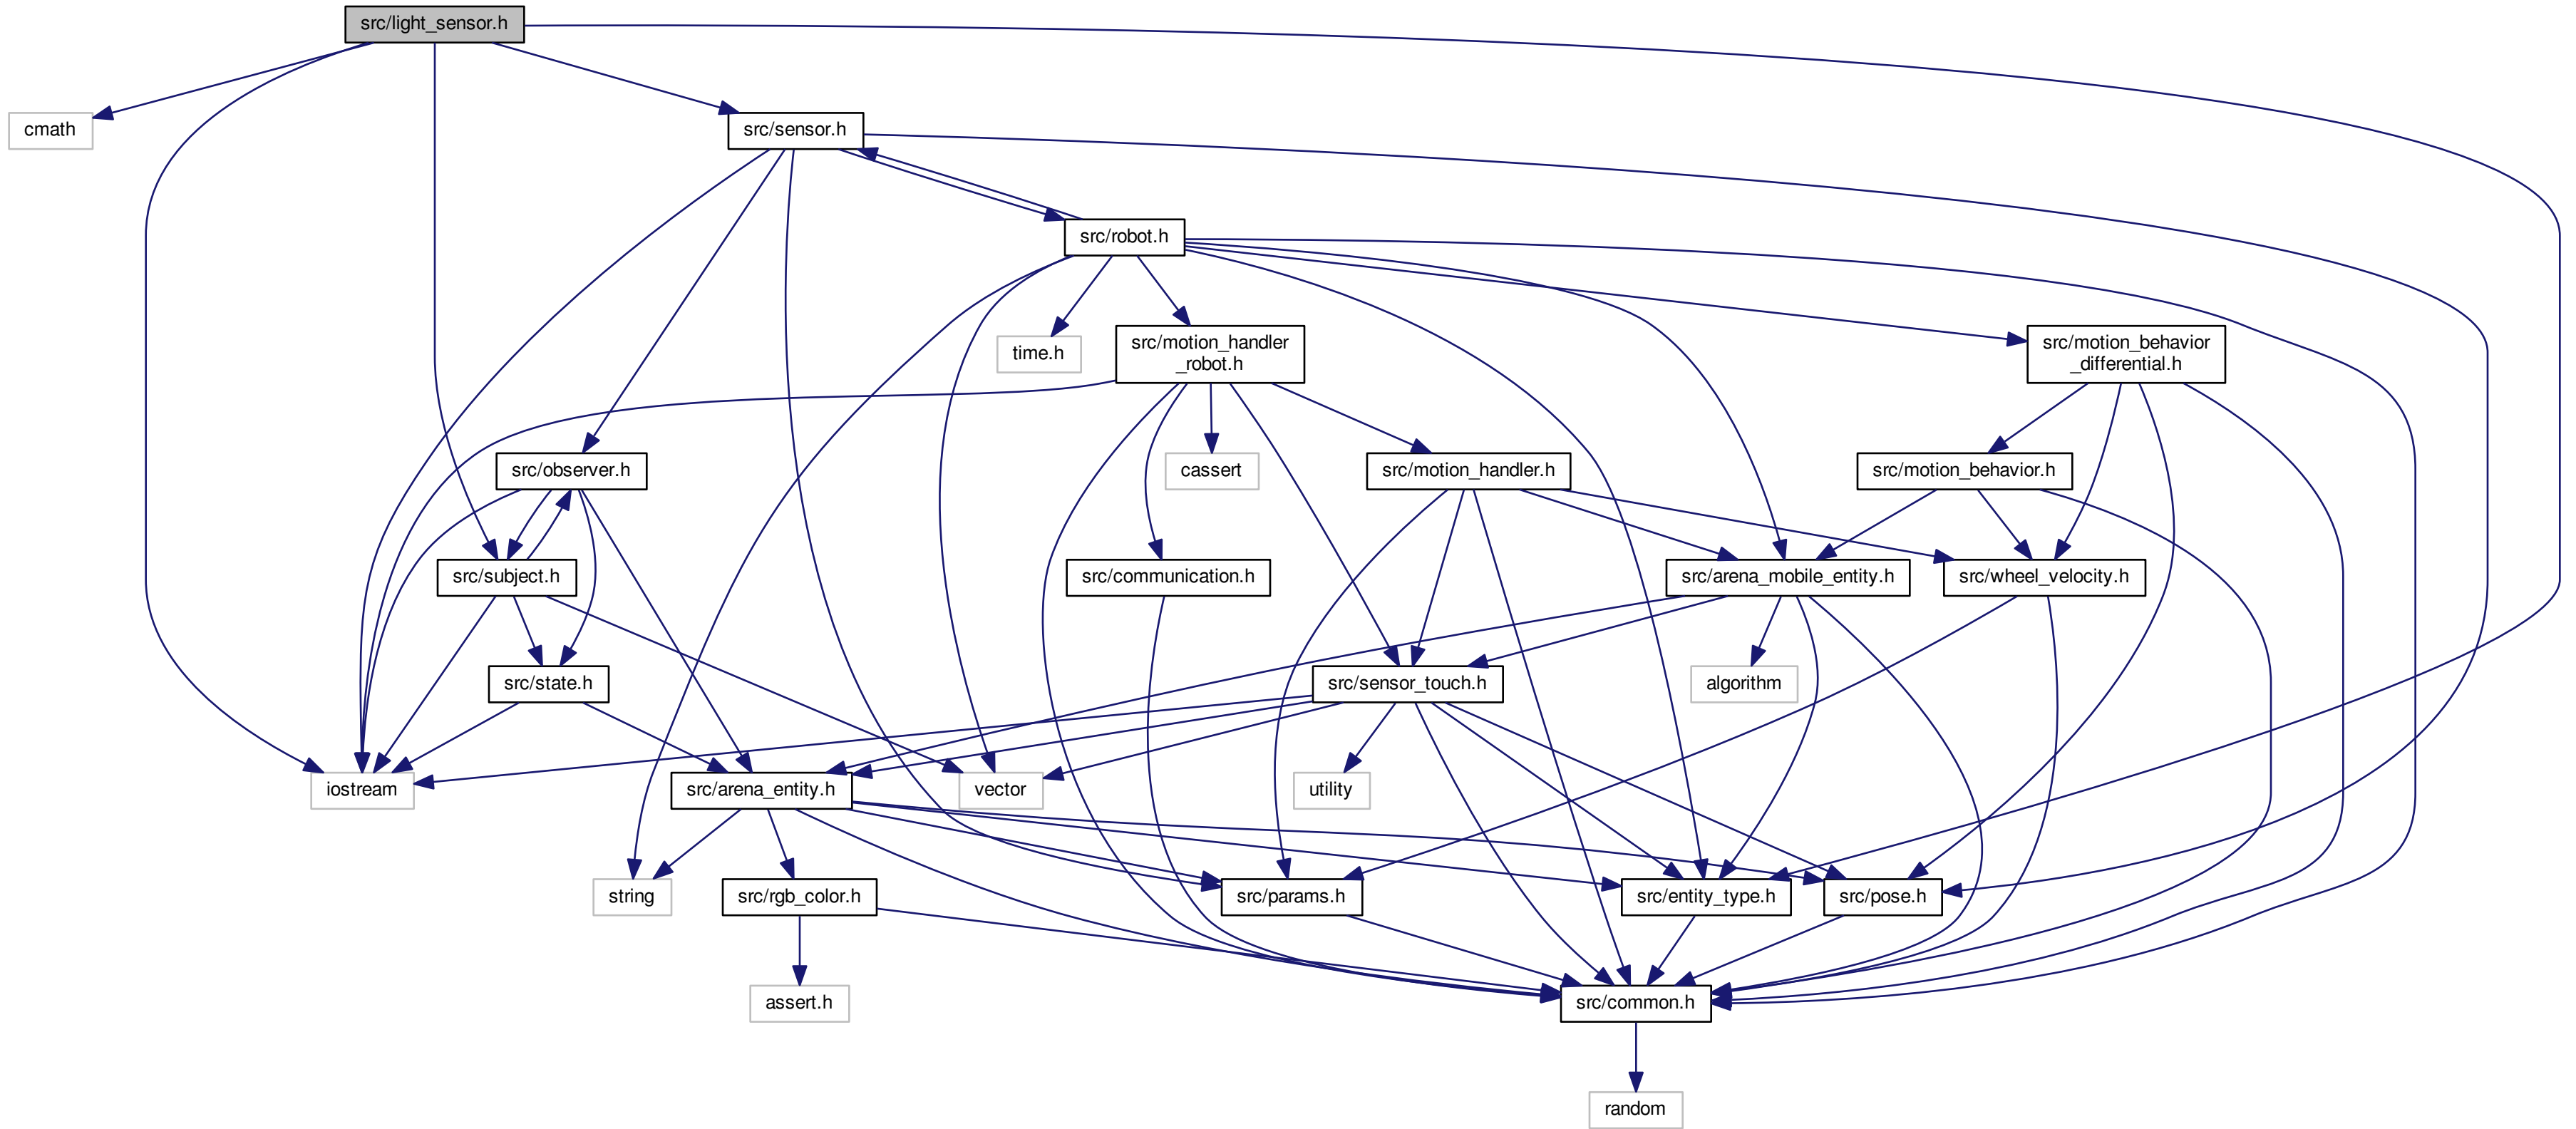 src/light_sensor.h
cmath
src/sensor.h
src/robot.h
time.h
src/motion_handler
_robot.h
src/motion_behavior
_differential.h
src/observer.h
cassert
src/motion_handler.h
src/motion_behavior.h
src/subject.h
src/communication.h
src/arena_mobile_entity.h
src/wheel_velocity.h
src/state.h
src/sensor_touch.h
algorithm
iostream
src/arena_entity.h
vector
utility
string
src/rgb_color.h
src/params.h
src/entity_type.h
src/pose.h
assert.h
src/common.h
random